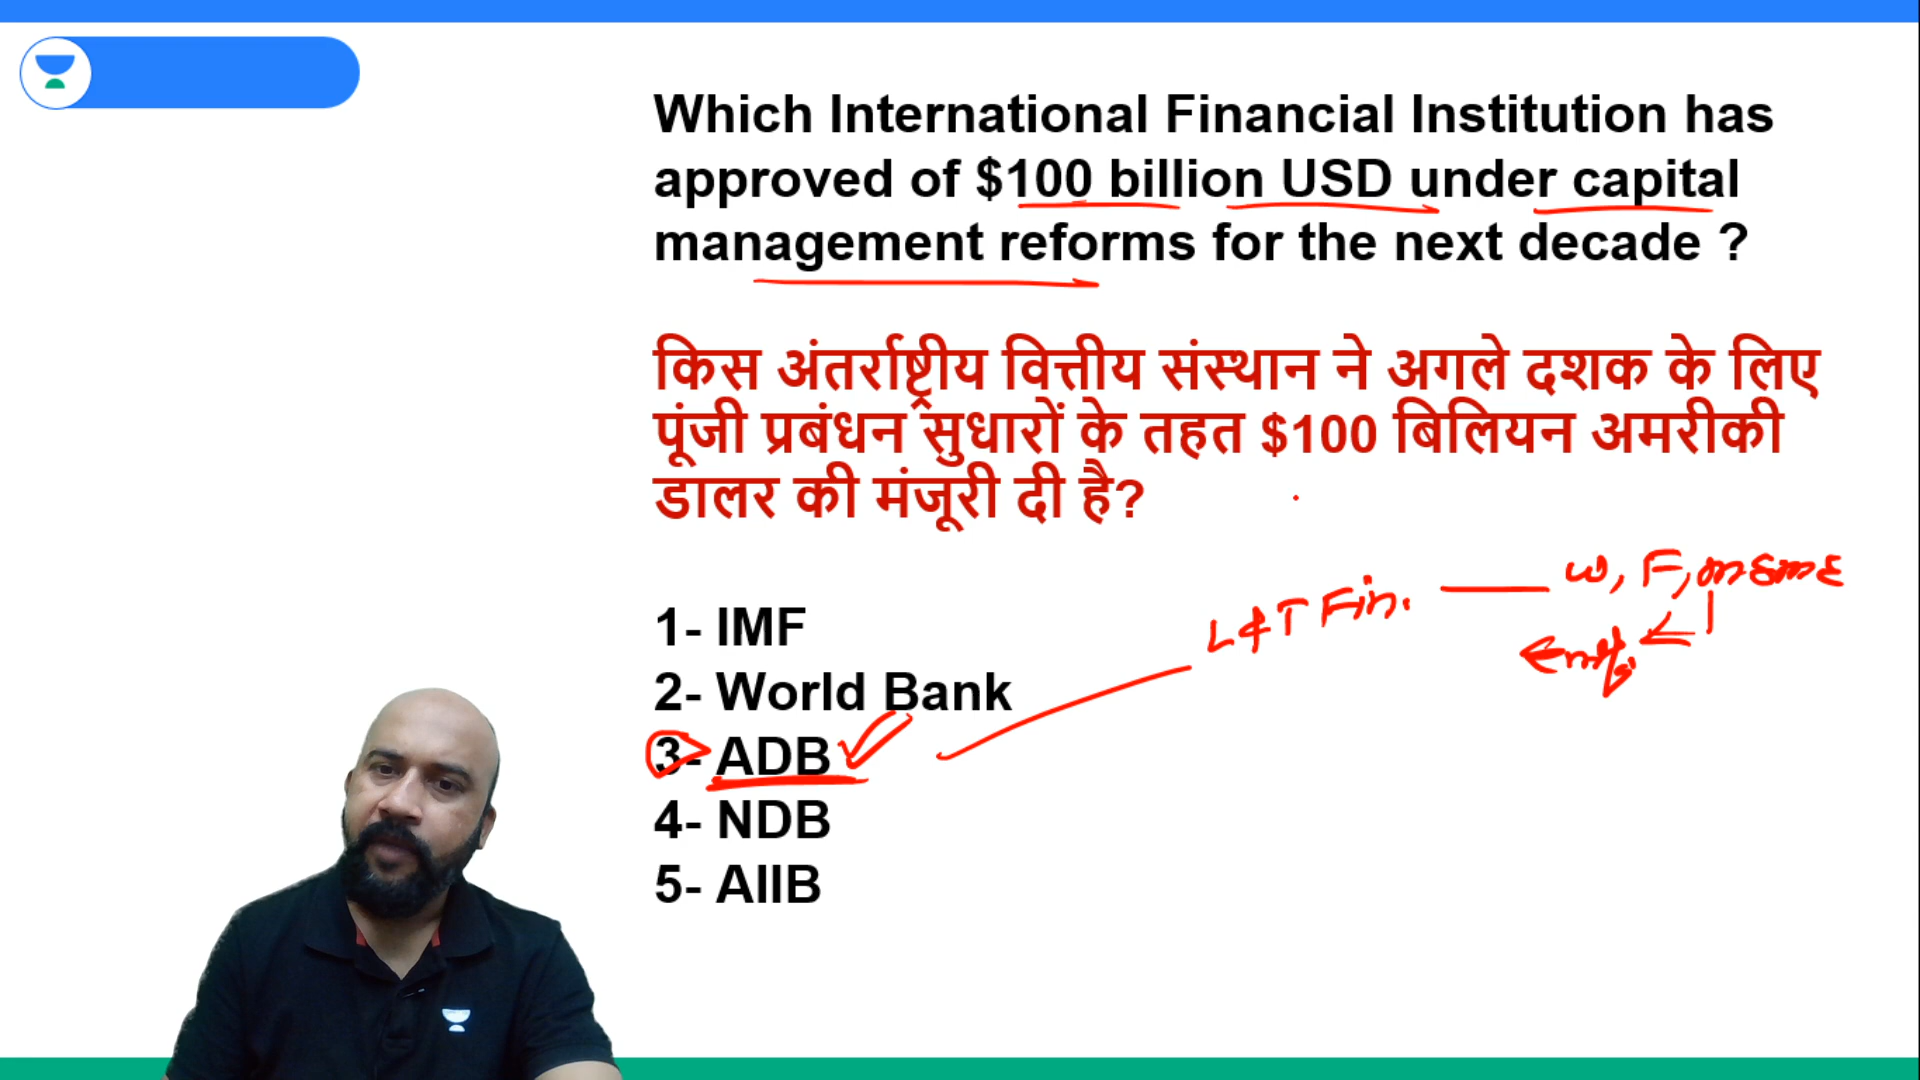 Which International Financial Institution has
approved of $100 billion USD under capital
management reforms for the next decade ?
किस अंतर्राष्ट्रीय वित्तीय संस्थान ने अगले दशक के लिए
पूंजी प्रबंधन सुधारों के तहत $100 बिलियन अमरीकी
डालर की मंजूरी दी है?
1- IMF
2- World Bank
3- ADB
4- NDB
5- AIIB
L&T Fin. — W, F, MSME